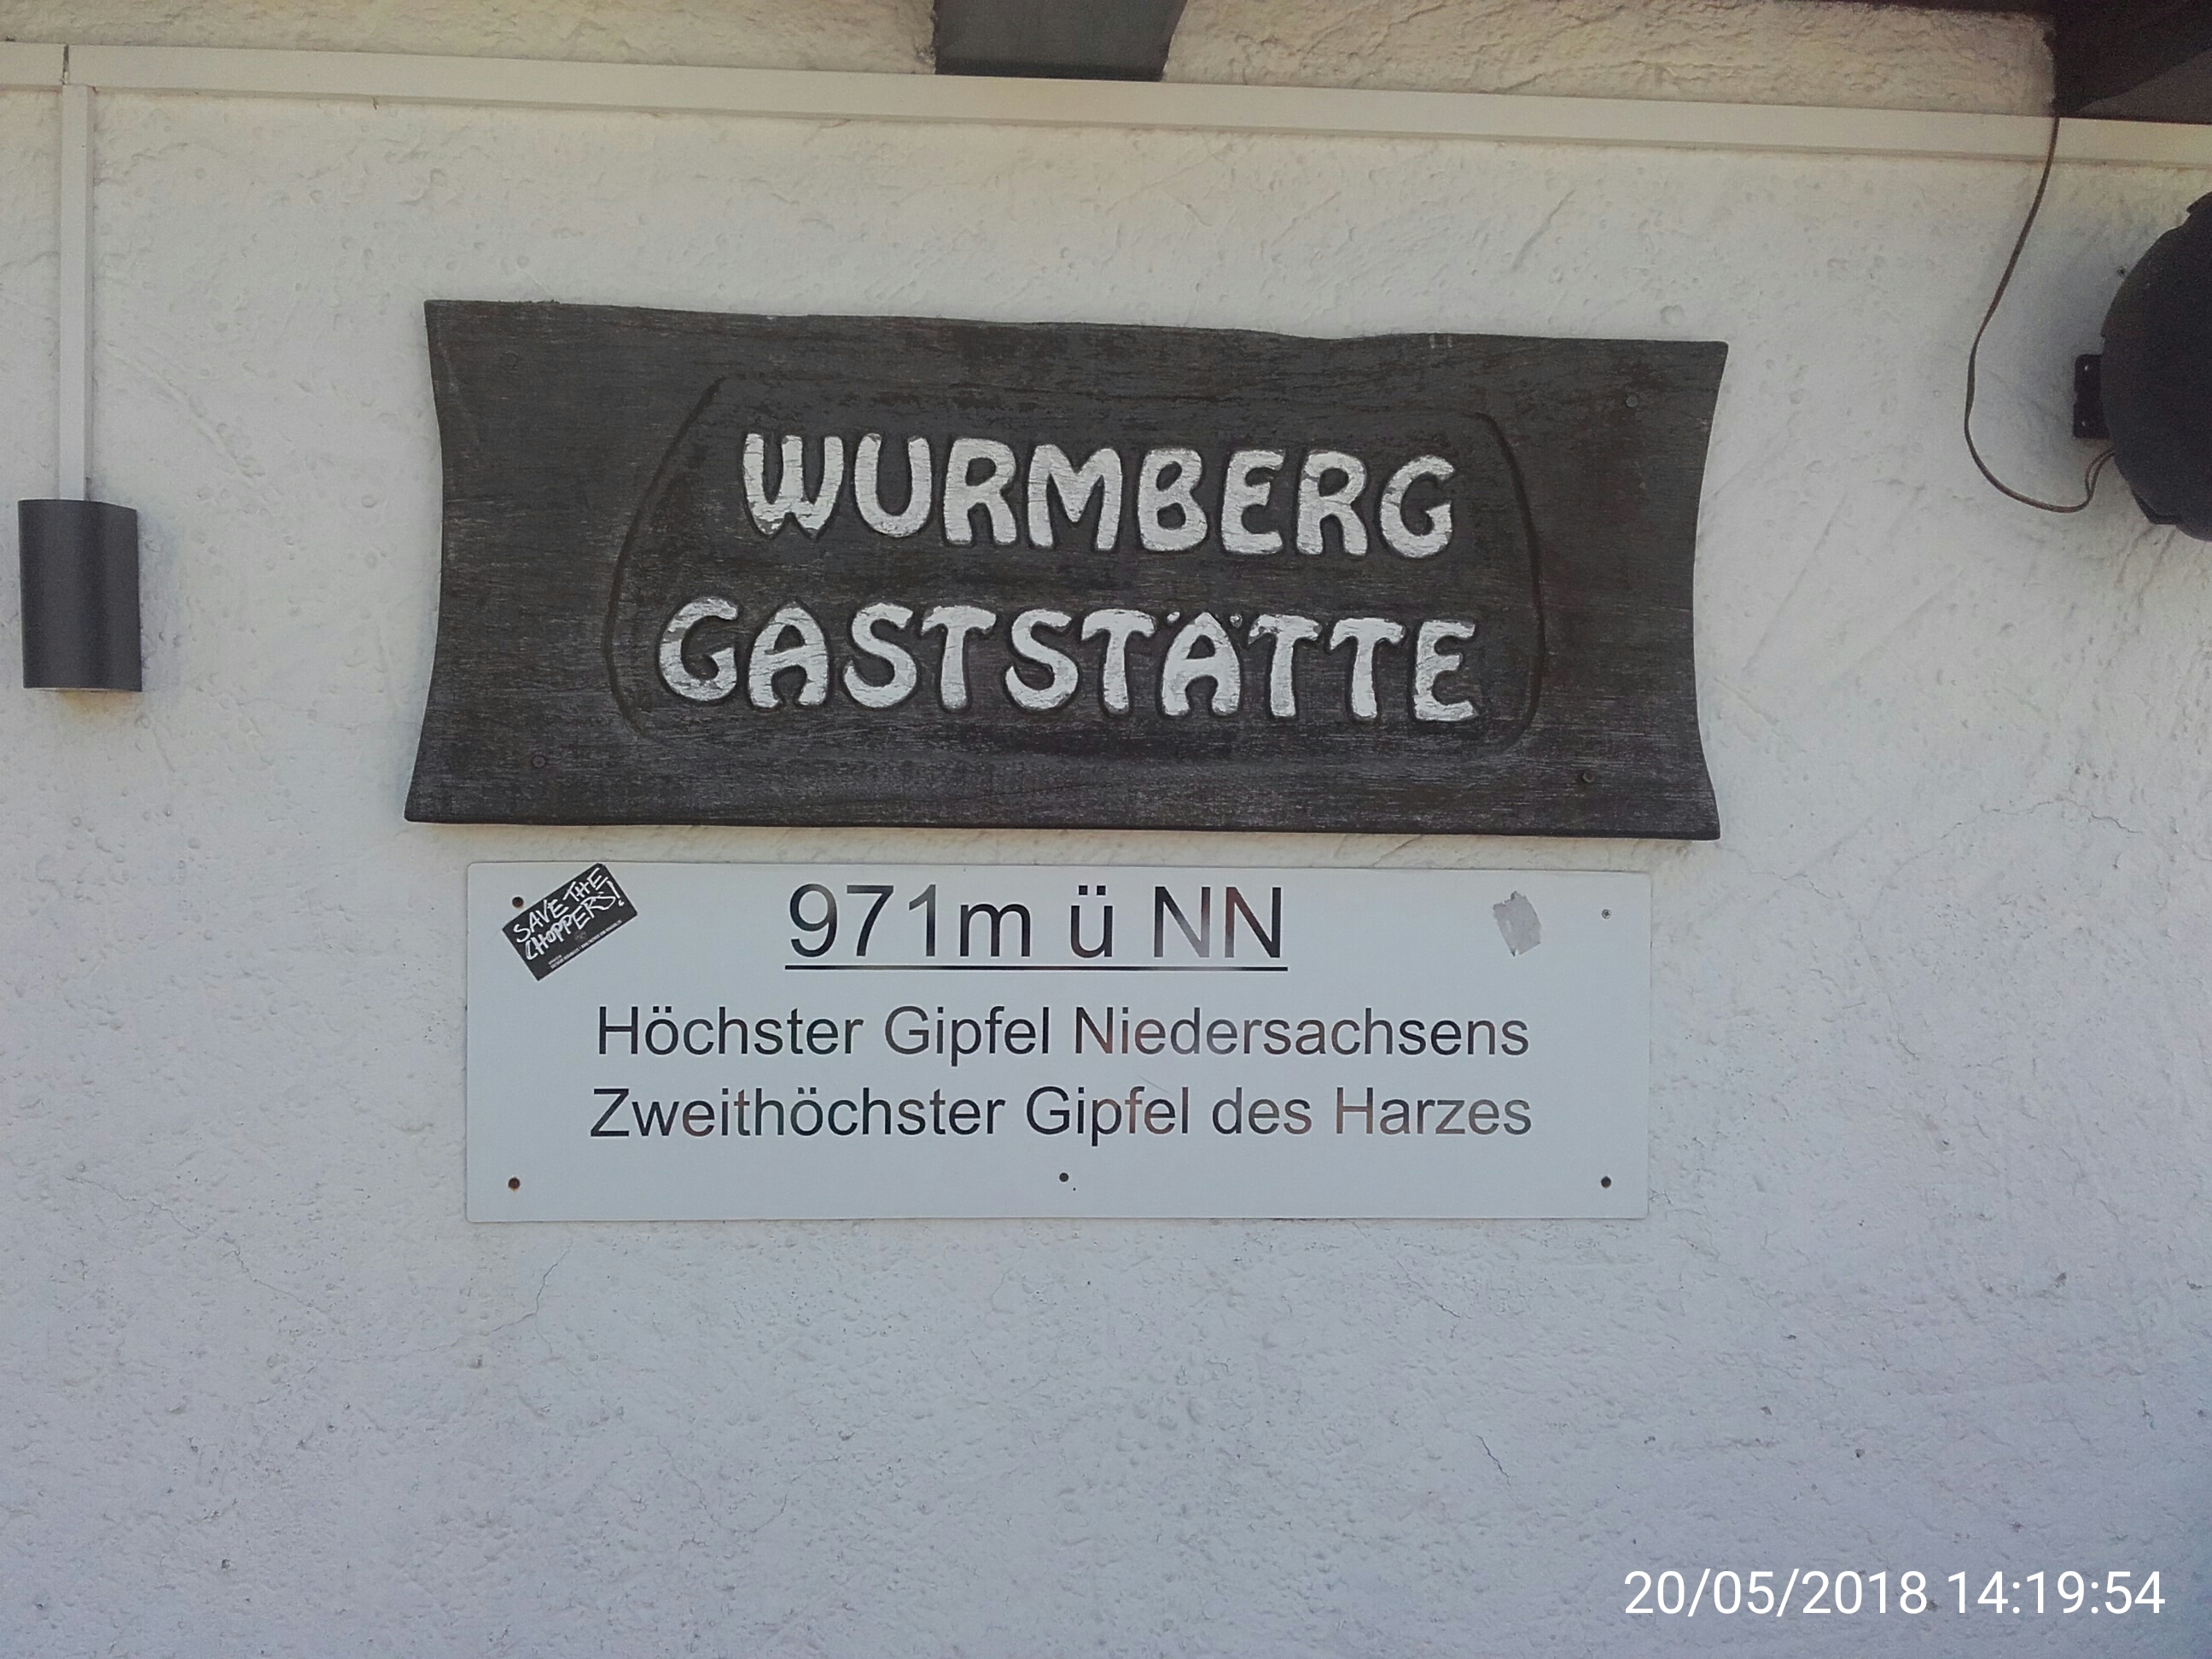 WURMBERG
GASTSTÄTTE
SAVE THE
CHOPPERS!
971m ü NN
Höchster Gipfel Niedersachsens
Zweithöchster Gipfel des Harzes
20/05/2018 14:19:54